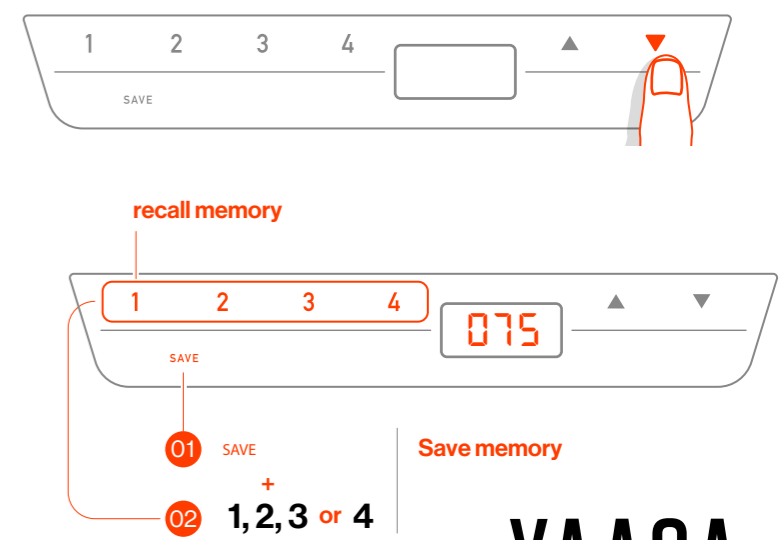 1 2 3 4 ▲ ▼
SAVE
recall memory
1 2 3 4 075 ▲ ▼
SAVE
01 SAVE Save memory
+
02 1, 2, 3 or 4